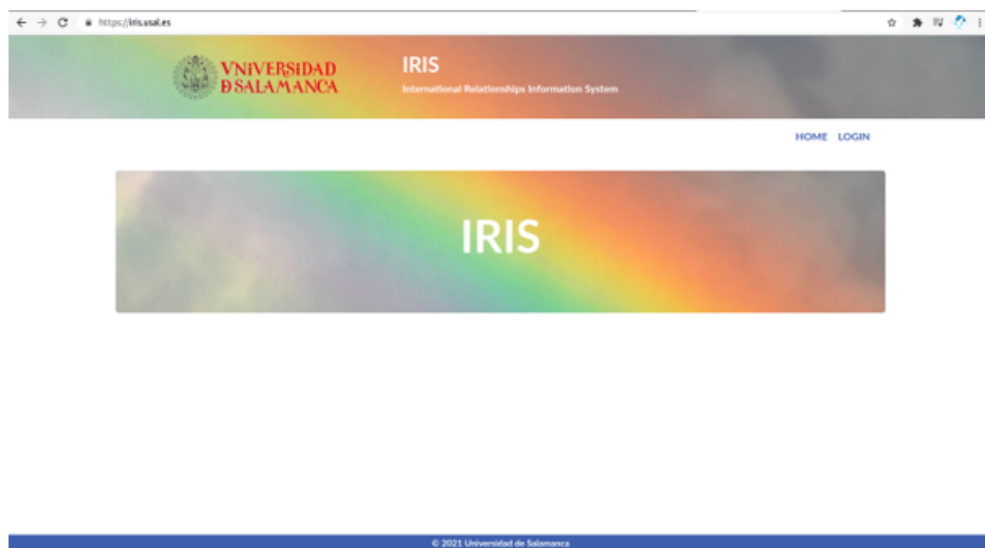 https://iris.usal.es
VNiVERSiDAD
D SALAMANCA
IRIS
International Relationships Information System
HOME LOGIN
IRIS
© 2021 Universidad de Salamanca